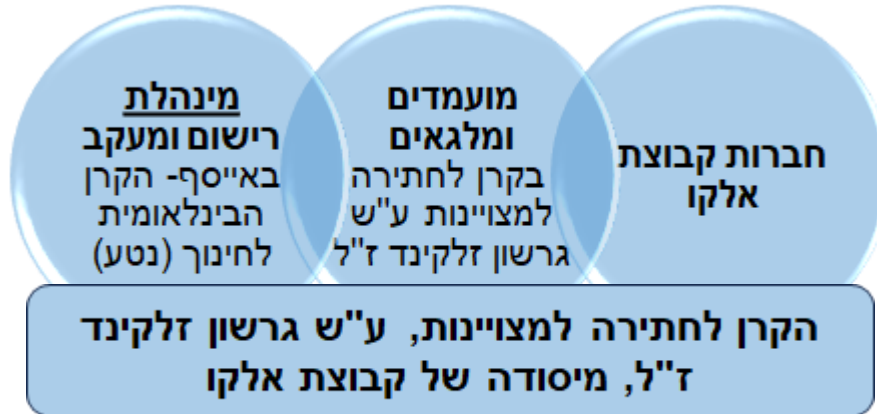 חברות קבוצת
אלקו
מועמדים
ומלגאים
בקרן לחתירה
למצויינות ע"ש
גרשון זלקינד ז"ל
מינהלת
רישום ומעקב
באייסף- הקרן
הבינלאומית
לחינוך (נטע)
הקרן לחתירה למצויינות, ע"ש גרשון זלקינד
ז"ל, מיסודה של קבוצת אלקו